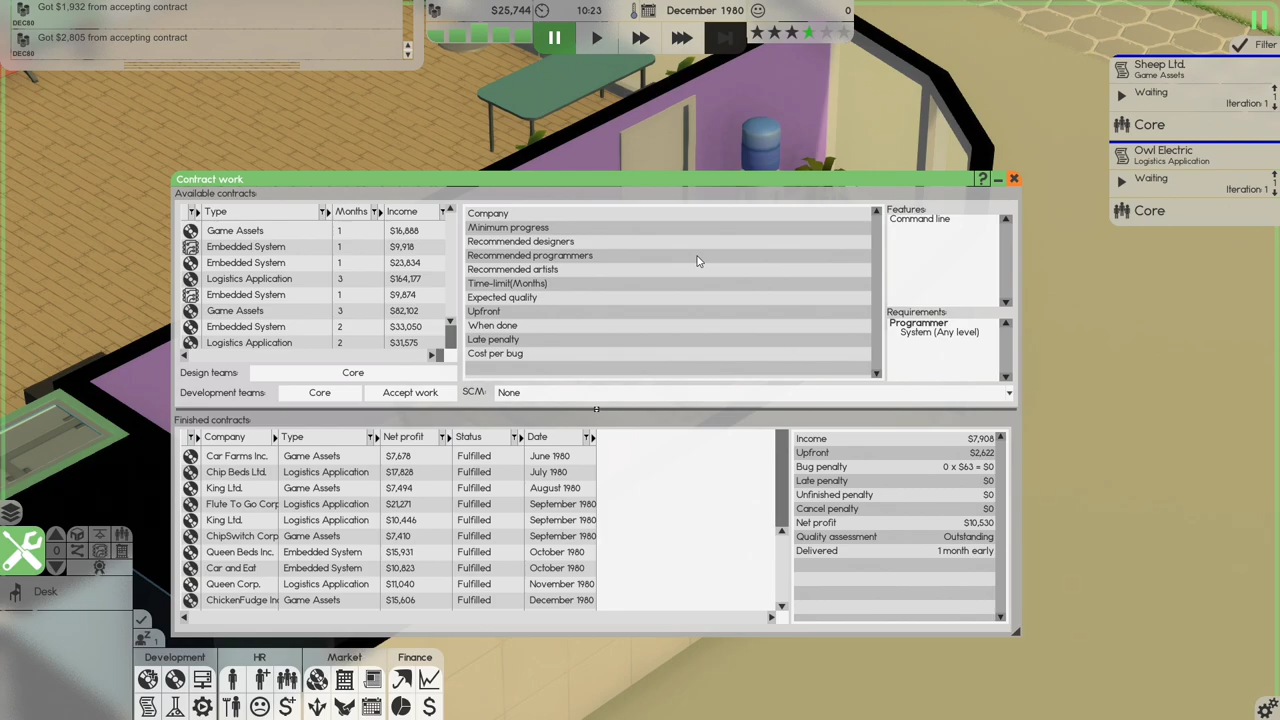 Got $1,932 from accepting contract
DEC80
Got $2,805 from accepting contract
DEC80
$25,744
10:23
December 1980
0
Filter
Sheep Ltd.
Game Assets
Waiting
Iteration: 1
1
Core
Owl Electric
Logistics Application
Waiting
Iteration: 1
Core
Contract work
?
Available contracts:
Type Months Income
Game Assets 1 $16,888
Embedded System 1 $9,918
Embedded System 1 $23,834
Logistics Application 3 $164,177
Embedded System 1 $9,874
Game Assets 3 $82,102
Embedded System 2 $33,050
Logistics Application 2 $31,575
Company
Minimum progress
Recommended designers
Recommended programmers
Recommended artists
Time-limit(Months)
Expected quality
Upfront
When done
Late penalty
Cost per bug
Features:
Command line
Requirements:
Programmer
System (Any level)
Design teams: Core
Development teams: Core Accept work SCM: None
Finished contracts:
Company Type Net profit Status Date
Car Farms Inc. Game Assets $7,678 Fulfilled June 1980
Chip Beds Ltd. Logistics Application $17,828 Fulfilled July 1980
King Ltd. Game Assets $7,494 Fulfilled August 1980
Flute To Go Corp Logistics Application $21,271 Fulfilled September 1980
King Ltd. Logistics Application $10,446 Fulfilled September 1980
ChipSwitch Corp Game Assets $7,410 Fulfilled September 1980
Queen Beds Inc. Embedded System $15,931 Fulfilled October 1980
Car and Eat Embedded System $10,823 Fulfilled October 1980
Queen Corp. Logistics Application $11,040 Fulfilled November 1980
ChickenFudge Inc Game Assets $15,606 Fulfilled December 1980
Income $7,908
Upfront $2,622
Bug penalty 0 x $63 = $0
Late penalty $0
Unfinished penalty $0
Cancel penalty $0
Net profit $10,530
Quality assessment Outstanding
Delivered 1 month early
0
Desk
Z 1
Development HR Market Finance